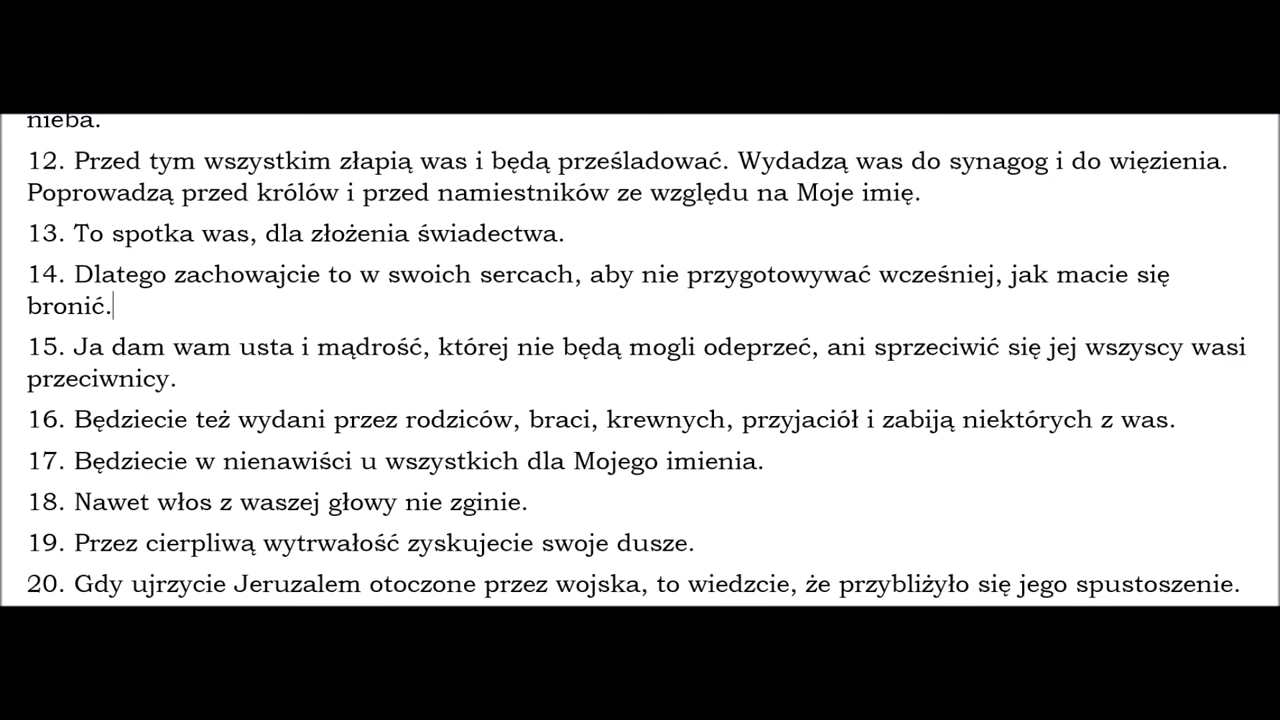 nieba.
12. Przed tym wszystkim złapią was i będą prześladować. Wydadzą was do synagog i do więzienia.
Poprowadzą przed królów i przed namiestników ze względu na Moje imię.
13. To spotka was, dla złożenia świadectwa.
14. Dlatego zachowajcie to w swoich sercach, aby nie przygotowywać wcześniej, jak macie się
bronić.
15. Ja dam wam usta i mądrość, której nie będą mogli odeprzeć, ani sprzeciwić się jej wszyscy wasi
przeciwnicy.
16. Będziecie też wydani przez rodziców, braci, krewnych, przyjaciół i zabiją niektórych z was.
17. Będziecie w nienawiści u wszystkich dla Mojego imienia.
18. Nawet włos z waszej głowy nie zginie.
19. Przez cierpliwą wytrwałość zyskujecie swoje dusze.
20. Gdy ujrzycie Jeruzalem otoczone przez wojska, to wiedzcie, że przybliżyło się jego spustoszenie.